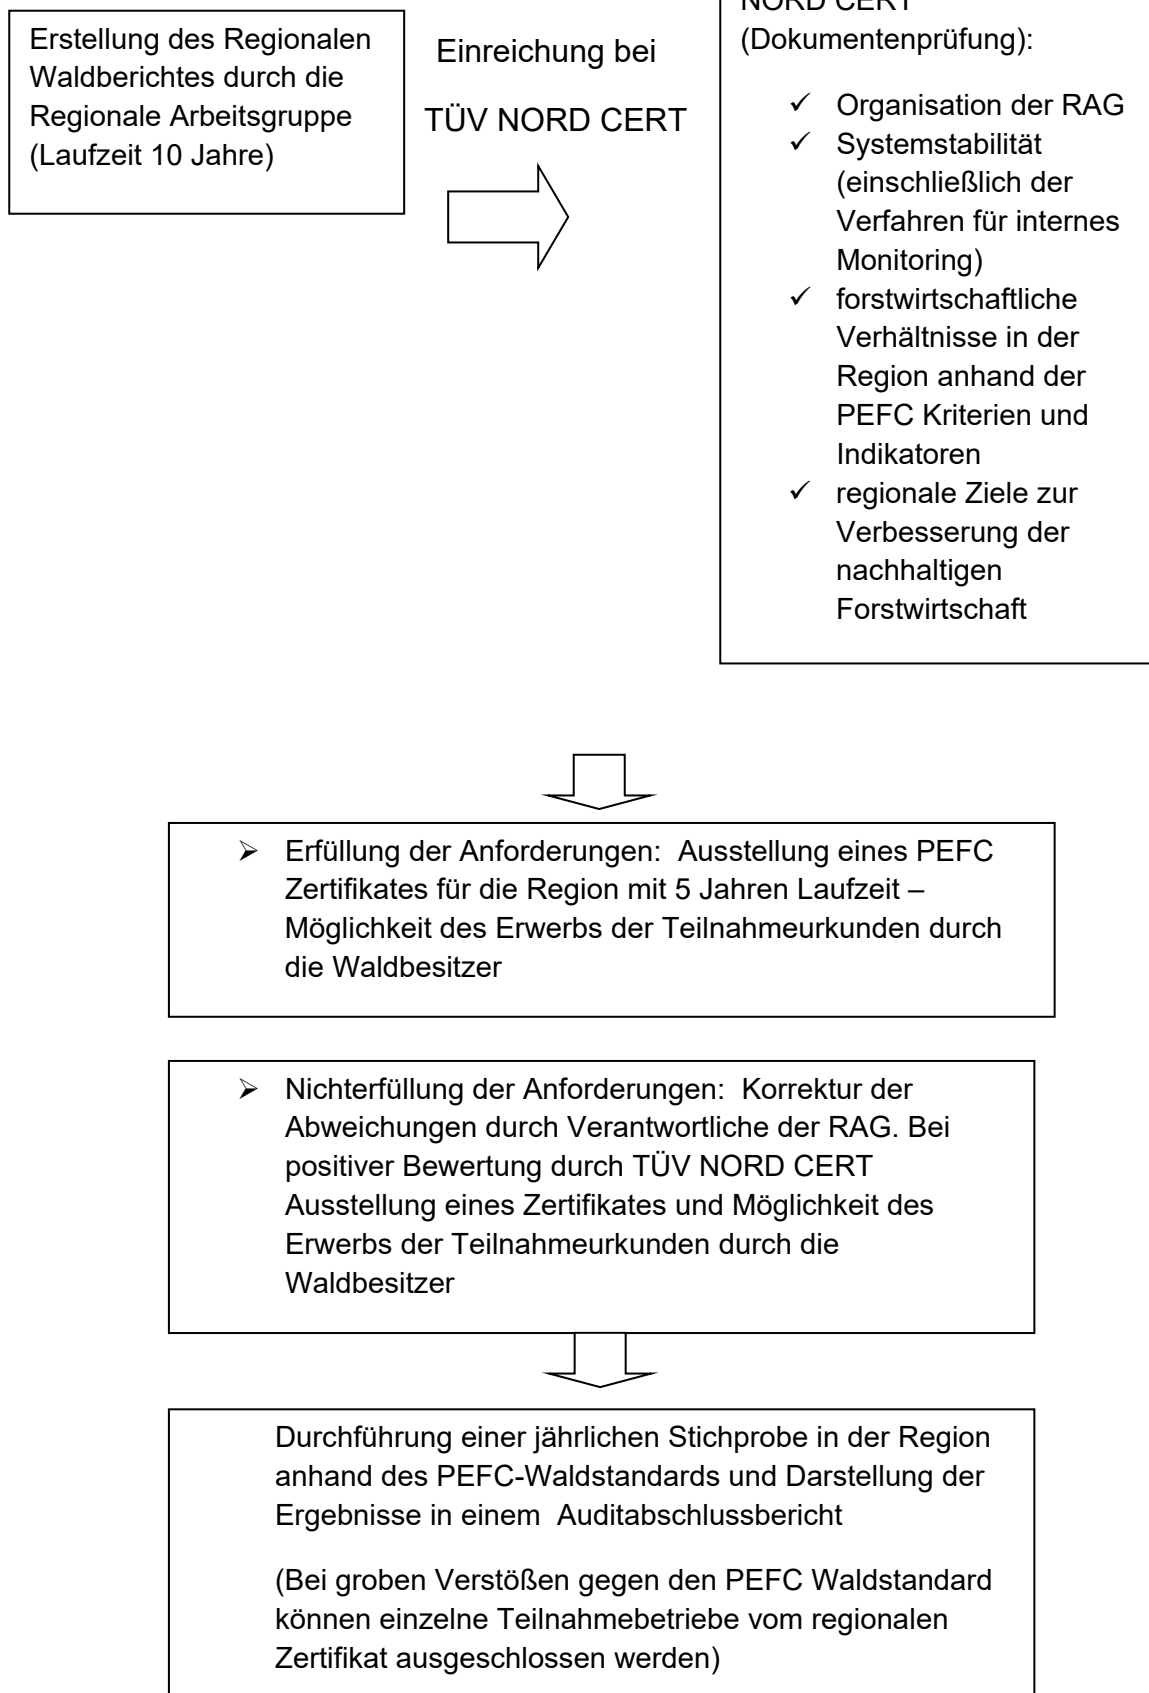 Erstellung des Regionalen
Waldberichtes durch die
Regionale Arbeitsgruppe
(Laufzeit 10 Jahre)
Einreichung bei
TÜV NORD CERT
NORD CERT
(Dokumentenprüfung):
✓ Organisation der RAG
✓ Systemstabilität
(einschließlich der
Verfahren für internes
Monitoring)
✓ forstwirtschaftliche
Verhältnisse in der
Region anhand der
PEFC Kriterien und
Indikatoren
✓ regionale Ziele zur
Verbesserung der
nachhaltigen
Forstwirtschaft
➢ Erfüllung der Anforderungen: Ausstellung eines PEFC
Zertifikates für die Region mit 5 Jahren Laufzeit –
Möglichkeit des Erwerbs der Teilnahmeurkunden durch
die Waldbesitzer
➢ Nichterfüllung der Anforderungen: Korrektur der
Abweichungen durch Verantwortliche der RAG. Bei
positiver Bewertung durch TÜV NORD CERT
Ausstellung eines Zertifikates und Möglichkeit des
Erwerbs der Teilnahmeurkunden durch die
Waldbesitzer
Durchführung einer jährlichen Stichprobe in der Region
anhand des PEFC-Waldstandards und Darstellung der
Ergebnisse in einem Auditabschlussbericht
(Bei groben Verstößen gegen den PEFC Waldstandard
können einzelne Teilnahmebetriebe vom regionalen
Zertifikat ausgeschlossen werden)